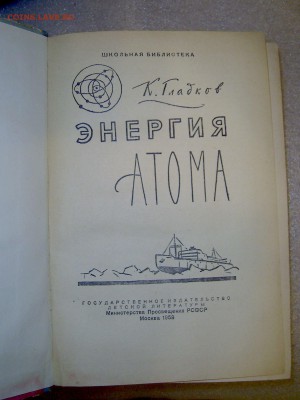 ШКОЛЬНАЯ БИБЛИОТЕКА
К. Гладков
ЭНЕРГИЯ
АТОМА
ГОСУДАРСТВЕННОЕ ИЗДАТЕЛЬСТВО
ДЕТСКОЙ ЛИТЕРАТУРЫ
Министерства Просвещения РСФСР
Москва